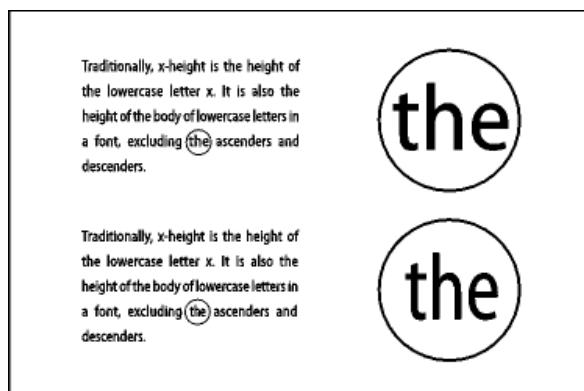 Traditionally, x-height is the height of
the lowercase letter x. It is also the
height of the body of lowercase letters in
a font, excluding the ascenders and
descenders.
the
Traditionally, x-height is the height of
the lowercase letter x. It is also the
height of the body of lowercase letters in
a font, excluding the ascenders and
descenders.
the